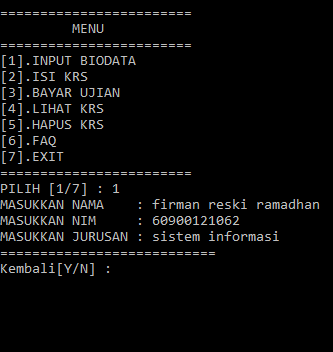 ========================
         MENU
========================
[1].INPUT BIODATA
[2].ISI KRS
[3].BAYAR UJIAN
[4].LIHAT KRS
[5].HAPUS KRS
[6].FAQ
[7].EXIT
========================
PILIH [1/7] : 1
MASUKKAN NAMA    : firman reski ramadhan
MASUKKAN NIM     : 60900121062
MASUKKAN JURUSAN : sistem informasi
===========================
Kembali[Y/N] :